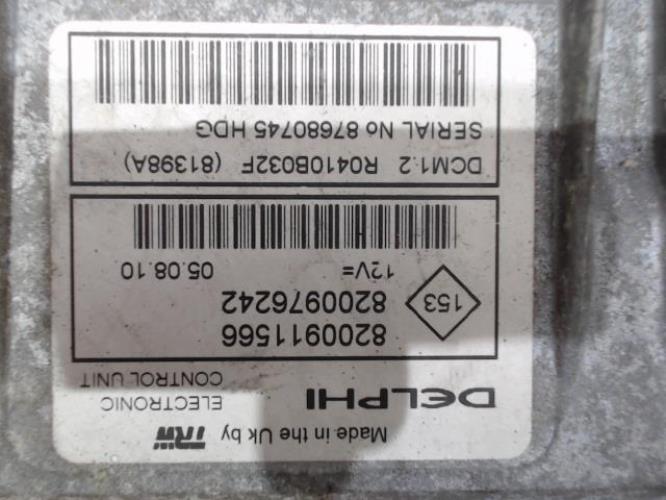 Made in the Uk by TRW
DELPHI ELECTRONIC
CONTROL UNIT
153 8200911566
8200976242
12V= 05.08.10
DCM1.2 R0410B032F (81398A)
SERIAL No 87680745 HDG